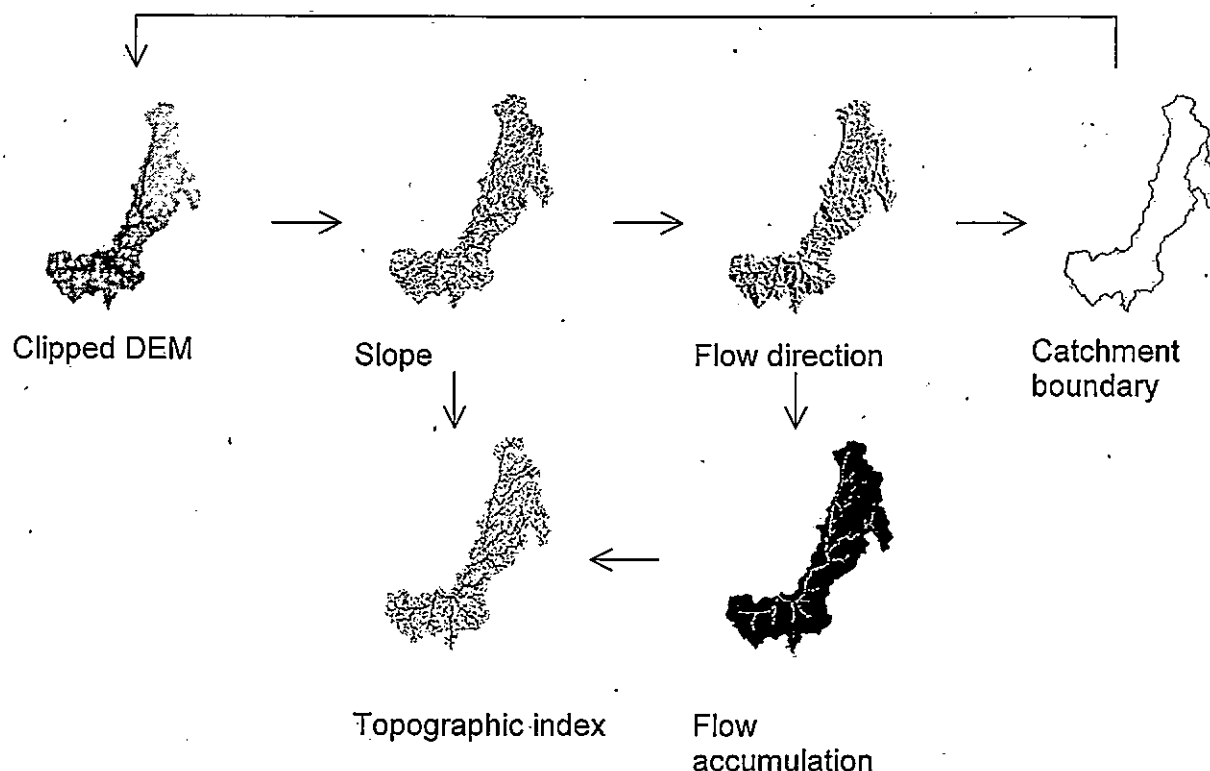 Clipped DEM
Slope
Flow direction
Catchment
boundary
Topographic index
Flow
accumulation